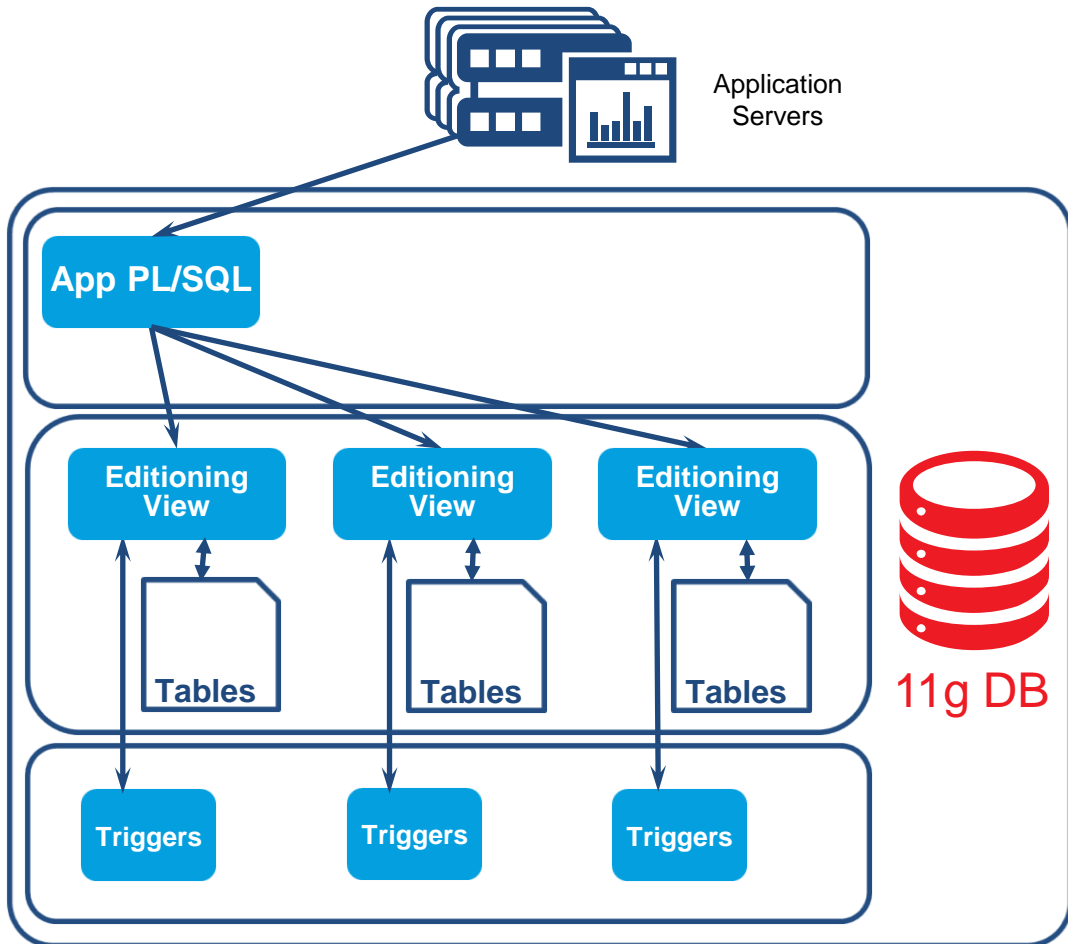 Application
Servers
App PL/SQL
Editioning
View
Editioning
View
Editioning
View
Tables
Tables
Tables
11g DB
Triggers
Triggers
Triggers